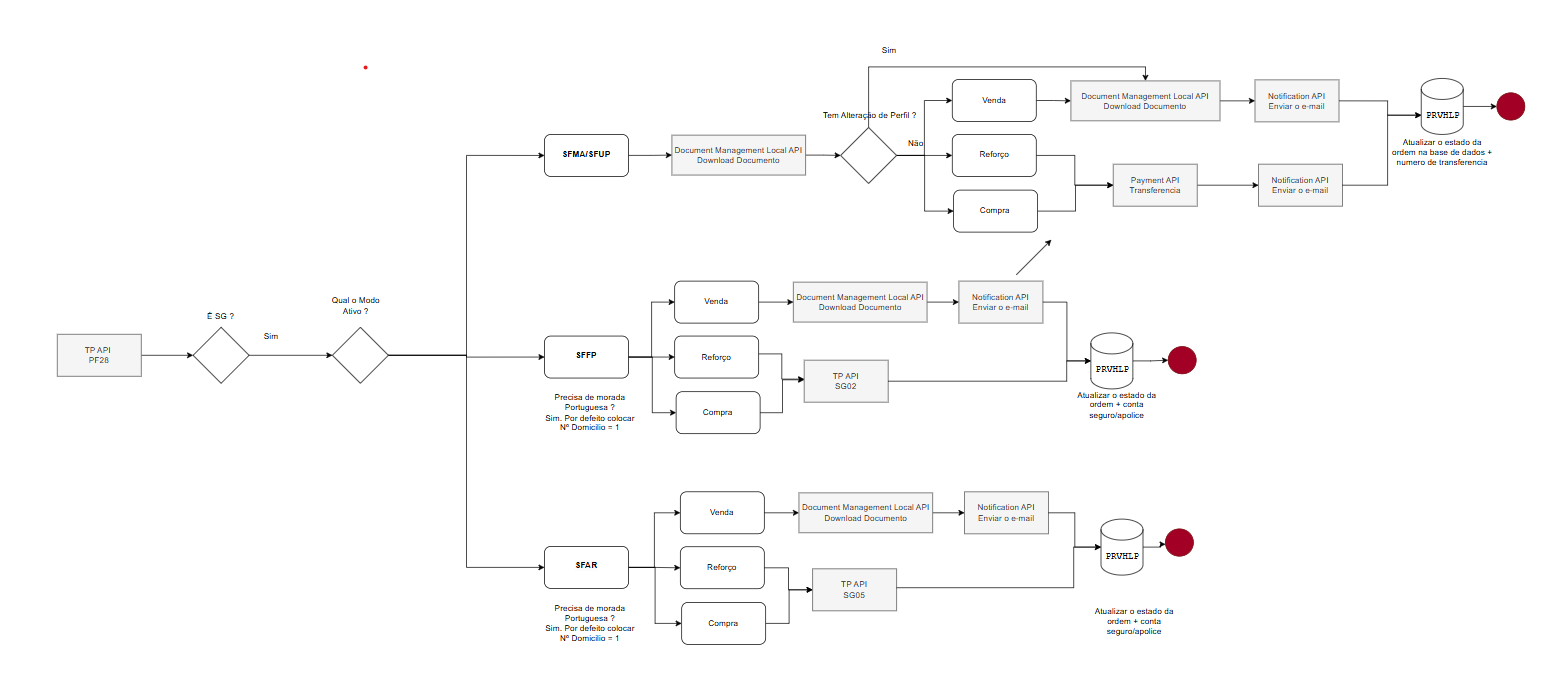 Sim
Tem Alteração de Perfil ?
Não
Venda
Document Management Local API
Download Documento
Notification API
Enviar o e-mail
PRVHLP
Atualizar o estado da
ordem na base de dados +
numero de transferencia
SFMA/SFUP
Document Management Local API
Download Documento
Reforço
Compra
Payment API
Transferencia
Notification API
Enviar o e-mail
TP API
PF28
É SG ?
Sim
Qual o Modo
Ativo ?
SFFP
Precisa de morada
Portuguesa ?
Sim. Por defeito colocar
Nº Domicilio = 1
Venda
Document Management Local API
Download Documento
Notification API
Enviar o e-mail
Reforço
Compra
TP API
SG02
PRVHLP
Atualizar o estado da
ordem + conta
seguro/apolice
SFAR
Precisa de morada
Portuguesa ?
Sim. Por defeito colocar
Nº Domicilio = 1
Venda
Document Management Local API
Download Documento
Notification API
Enviar o e-mail
Reforço
Compra
TP API
SG05
PRVHLP
Atualizar o estado da
ordem + conta
seguro/apolice